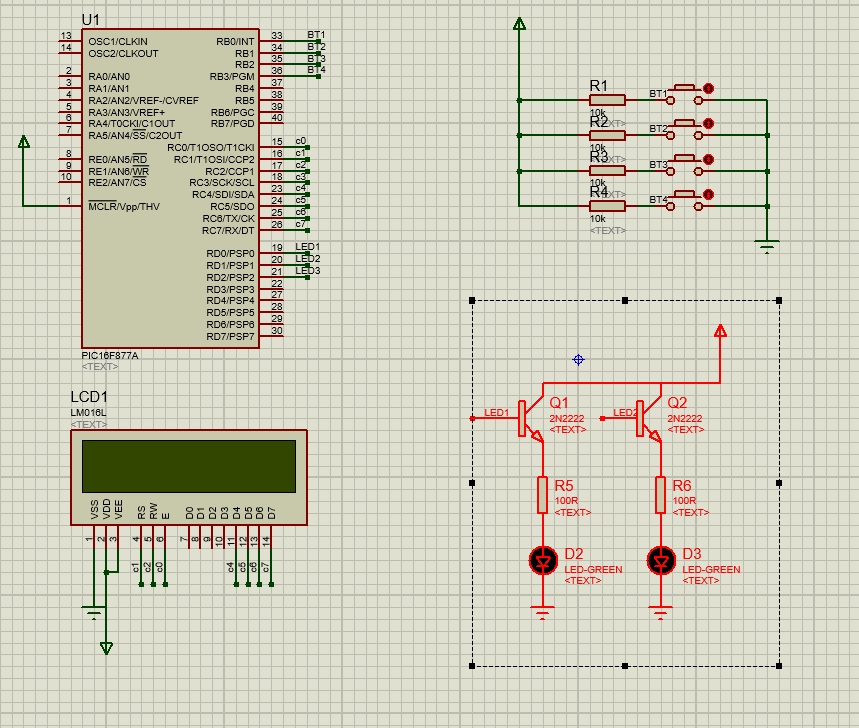 U1
13 OSC1/CLKIN RB0/INT 33 BT1
14 OSC2/CLKOUT RB1 34 BT2
RB2 35 BT3
2 RA0/AN0 RB3/PGM 36 BT4
3 RA1/AN1 RB4 37
4 RA2/AN2/VREF-/CVREF RB5 38
5 RA3/AN3/VREF+ RB6/PGC 39
6 RA4/T0CKI/C1OUT RB7/PGD 40
7 RA5/AN4/SS/C2OUT
RC0/T1OSO/T1CKI 15 c0
8 RE0/AN5/RD RC1/T1OSI/CCP2 16 c1
9 RE1/AN6/WR RC2/CCP1 17 c2
10 RE2/AN7/CS RC3/SCK/SCL 18 c3
RC4/SDI/SDA 23 c4
1 MCLR/Vpp/THV RC5/SDO 24 c5
RC6/TX/CK 25 c6
RC7/RX/DT 26 c7
RD0/PSP0 19 LED1
RD1/PSP1 20 LED2
RD2/PSP2 21 LED3
RD3/PSP3 22
RD4/PSP4 27
RD5/PSP5 28
RD6/PSP6 29
RD7/PSP7 30
PIC16F877A
<TEXT>
R1 BT1
10k
R2 <TEXT> BT2
10k
R3 <TEXT> BT3
10k
R4 <TEXT> BT4
10k
<TEXT>
LCD1
LM016L
<TEXT>
VSS VDD VEE RS RW E D0 D1 D2 D3 D4 D5 D6 D7
1 2 3 4 5 6 7 8 9 10 11 12 13 14
c1 c2 c0 c4 c5 c6 c7
LED1 Q1 LED2 Q2
2N2222 2N2222
<TEXT> <TEXT>
R5 R6
100R 100R
<TEXT> <TEXT>
D2 D3
LED-GREEN LED-GREEN
<TEXT> <TEXT>